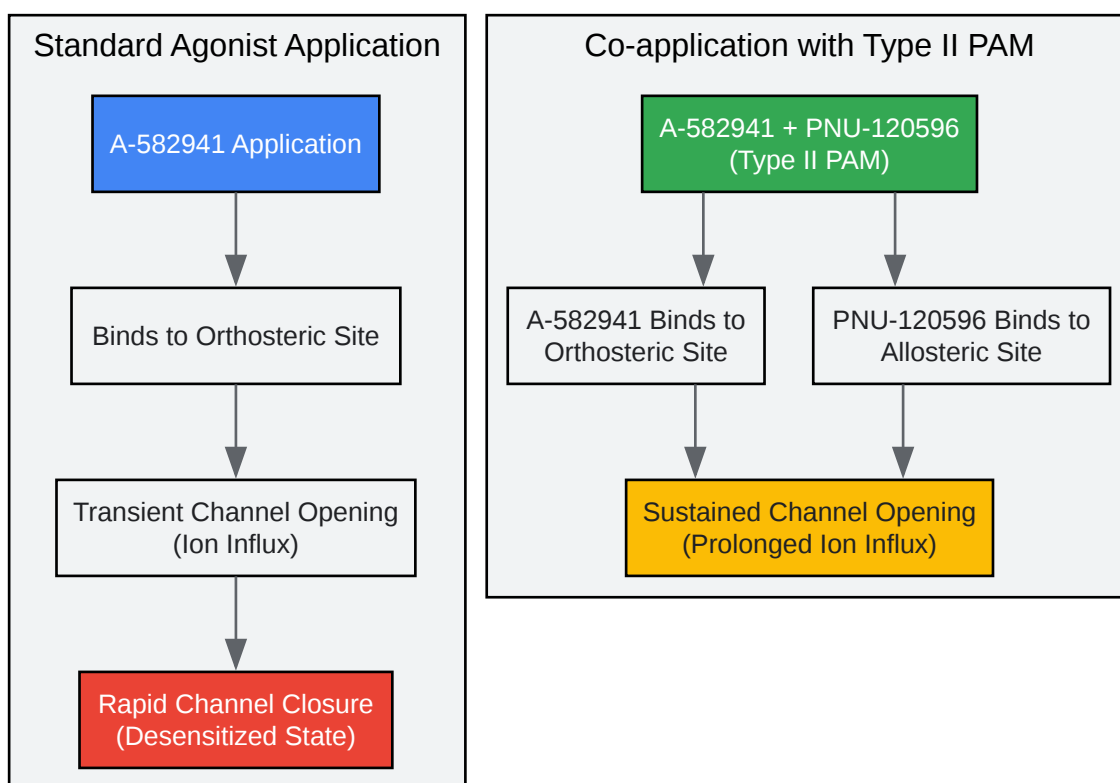 Standard Agonist Application
A-582941 Application
Binds to Orthosteric Site
Transient Channel Opening
(Ion Influx)
Rapid Channel Closure
(Desensitized State)
Co-application with Type II PAM
A-582941 + PNU-120596
(Type II PAM)
A-582941 Binds to
Orthosteric Site
PNU-120596 Binds to
Allosteric Site
Sustained Channel Opening
(Prolonged Ion Influx)